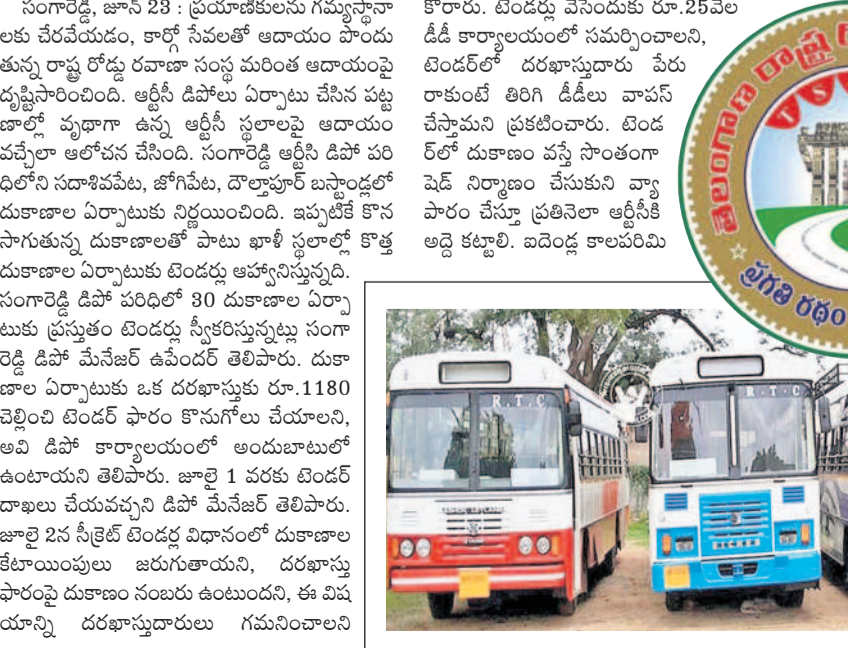 సంగారెడ్డి, జూన్ 23 : ప్రయాణికులను గమ్యస్థానా
లకు చేరవేయడం, కార్గో సేవలతో ఆదాయం పొందు
తున్న రాష్ట్ర రోడ్డు రవాణా సంస్థ మరింత ఆదాయంపై
దృష్టిసారించింది. ఆర్టీసీ డిపోలు ఏర్పాటు చేసిన పట్ట
ణాల్లో వృథాగా ఉన్న ఆర్టీసీ స్థలాలపై ఆదాయం
వచ్చేలా ఆలోచన చేసింది. సంగారెడ్డి ఆర్టీసి డిపో పరి
ధిలోని సదాశివపేట, జోగిపేట, దౌల్తాపూర్ బస్టాండ్లలో
దుకాణాల ఏర్పాటుకు నిర్ణయించింది. ఇప్పటికే కొన
సాగుతున్న దుకాణాలతో పాటు ఖాళీ స్థలాల్లో కొత్త
దుకాణాల ఏర్పాటుకు టెండర్లు ఆహ్వానిస్తున్నది.
సంగారెడ్డి డిపో పరిధిలో 30 దుకాణాల ఏర్పా
టుకు ప్రస్తుతం టెండర్లు స్వీకరిస్తున్నట్లు సంగా
రెడ్డి డిపో మేనేజర్ ఉపేందర్ తెలిపారు. దుకా
ణాల ఏర్పాటుకు ఒక దరఖాస్తుకు రూ.1180
చెల్లించి టెండర్ ఫారం కొనుగోలు చేయాలని,
అవి డిపో కార్యాలయంలో అందుబాటులో
ఉంటాయని తెలిపారు. జూలై 1 వరకు టెండర్
దాఖలు చేయవచ్చని డిపో మేనేజర్ తెలిపారు.
జూలై 2న సీక్రెట్ టెండర్ల విధానంలో దుకాణాల
కేటాయింపులు జరుగుతాయని, దరఖాస్తు
ఫారంపై దుకాణం నంబరు ఉంటుందని, ఈ విష
యాన్ని దరఖాస్తుదారులు గమనించాలని
కోరారు. టెండర్లు వేసేందుకు రూ.25వేల
డీడీ కార్యాలయంలో సమర్పించాలని,
టెండర్‌లో దరఖాస్తుదారు పేరు
రాకుంటే తిరిగి డీడీలు వాపస్
చేస్తామని ప్రకటించారు. టెండ
ర్‌లో దుకాణం వస్తే సొంతంగా
షెడ్ నిర్మాణం చేసుకుని వ్యా
పారం చేస్తూ ప్రతినెలా ఆర్టీసీకి
అద్దె కట్టాలి. ఐదెండ్ల కాలపరిమి
తెలంగాణ రాష్ట్ర
T S
ప్రగతి రథం
R.T.C
R.T.C